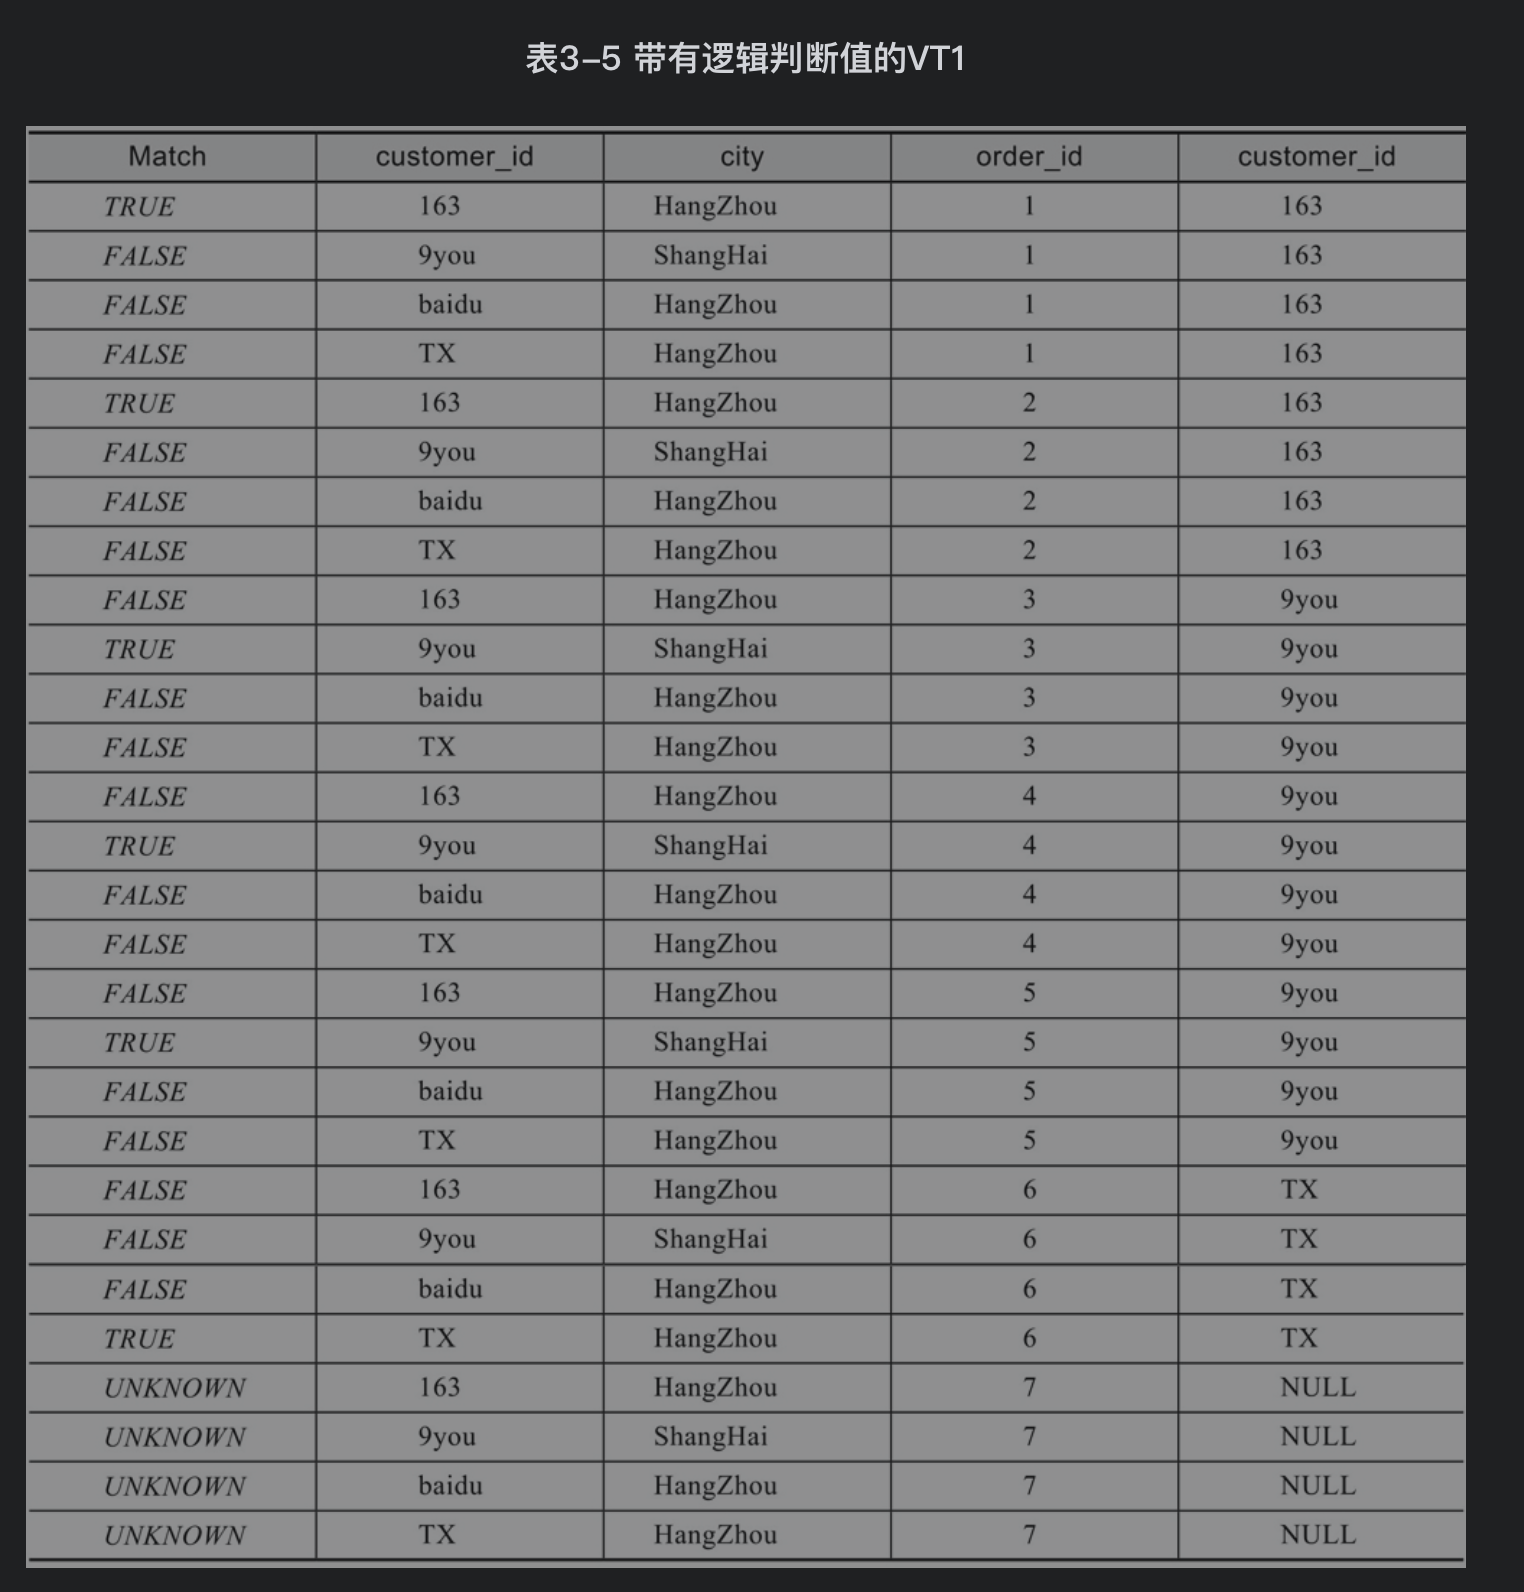 表3-5 带有逻辑判断值的VT1
Match customer_id city order_id customer_id
TRUE 163 HangZhou 1 163
FALSE 9you ShangHai 1 163
FALSE baidu HangZhou 1 163
FALSE TX HangZhou 1 163
TRUE 163 HangZhou 2 163
FALSE 9you ShangHai 2 163
FALSE baidu HangZhou 2 163
FALSE TX HangZhou 2 163
FALSE 163 HangZhou 3 9you
TRUE 9you ShangHai 3 9you
FALSE baidu HangZhou 3 9you
FALSE TX HangZhou 3 9you
FALSE 163 HangZhou 4 9you
TRUE 9you ShangHai 4 9you
FALSE baidu HangZhou 4 9you
FALSE TX HangZhou 4 9you
FALSE 163 HangZhou 5 9you
TRUE 9you ShangHai 5 9you
FALSE baidu HangZhou 5 9you
FALSE TX HangZhou 5 9you
FALSE 163 HangZhou 6 TX
FALSE 9you ShangHai 6 TX
FALSE baidu HangZhou 6 TX
TRUE TX HangZhou 6 TX
UNKNOWN 163 HangZhou 7 NULL
UNKNOWN 9you ShangHai 7 NULL
UNKNOWN baidu HangZhou 7 NULL
UNKNOWN TX HangZhou 7 NULL